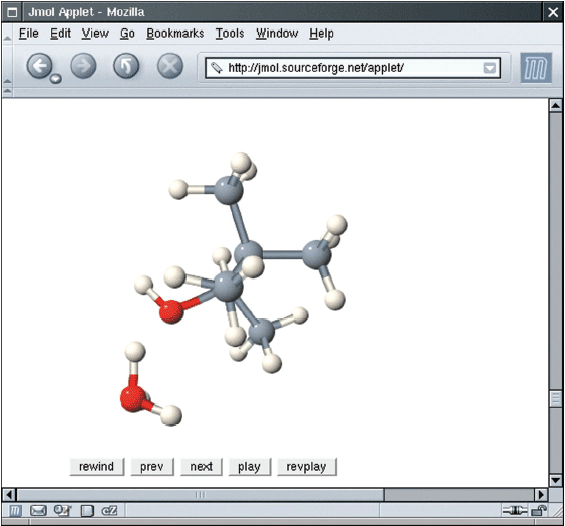 Jmol Applet - Mozilla
File Edit View Go Bookmarks Tools Window Help
http://jmol.sourceforge.net/applet/
rewind prev next play revplay